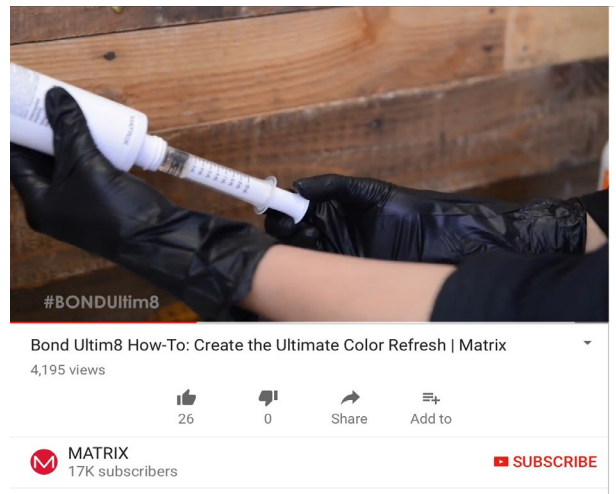 MATRIX
#BONDUltim8
Bond Ultim8 How-To: Create the Ultimate Color Refresh | Matrix
4,195 views
26 0 Share Add to
MATRIX
17K subscribers
SUBSCRIBE